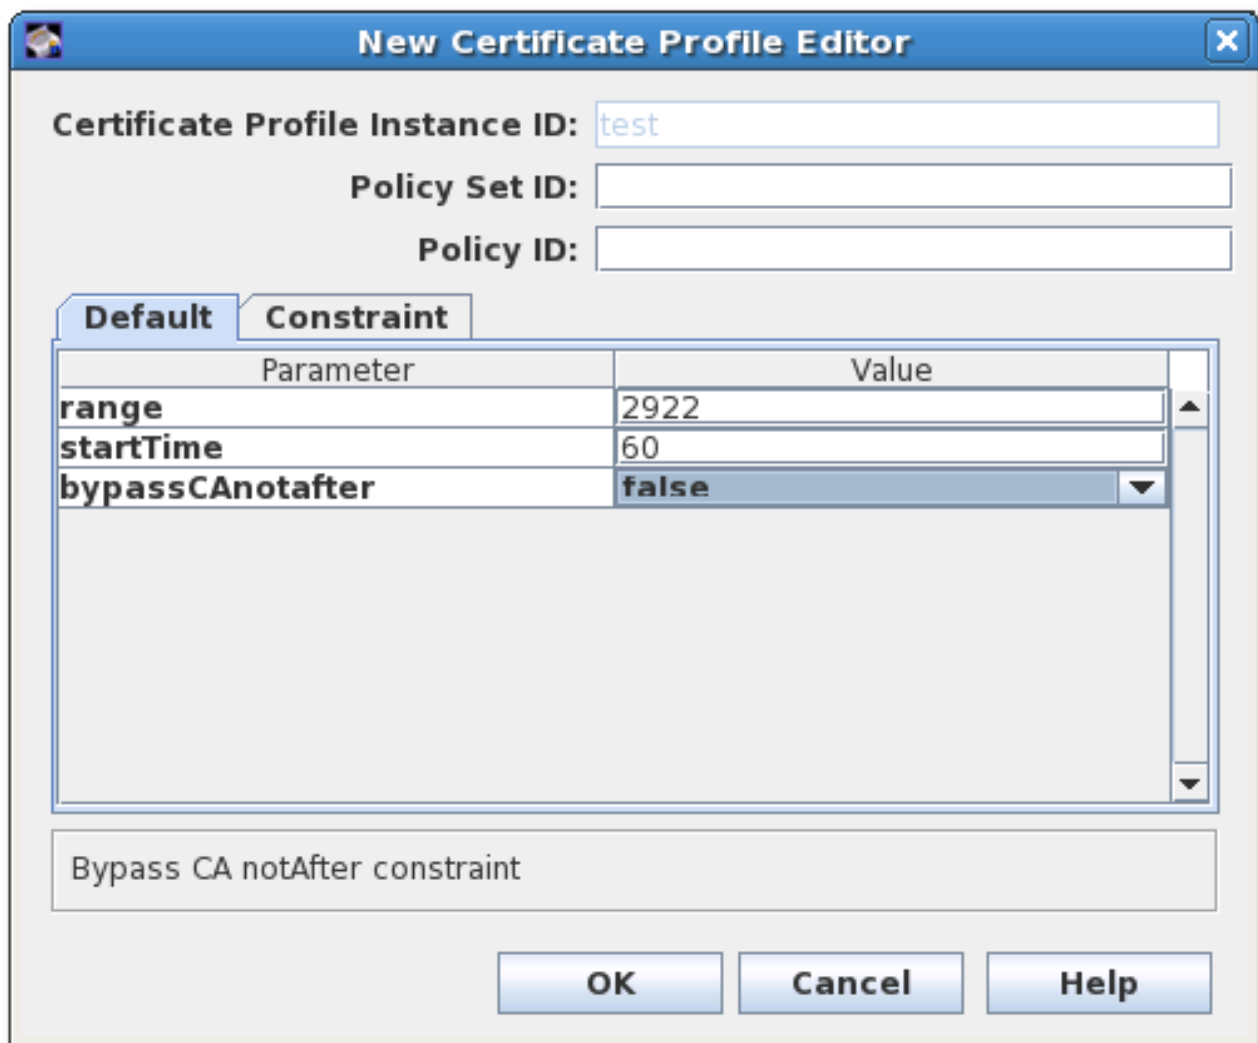 New Certificate Profile Editor
Certificate Profile Instance ID: test
Policy Set ID:
Policy ID:
Default Constraint
Parameter Value
range 2922
startTime 60
bypassCAnotafter false
Bypass CA notAfter constraint
OK Cancel Help